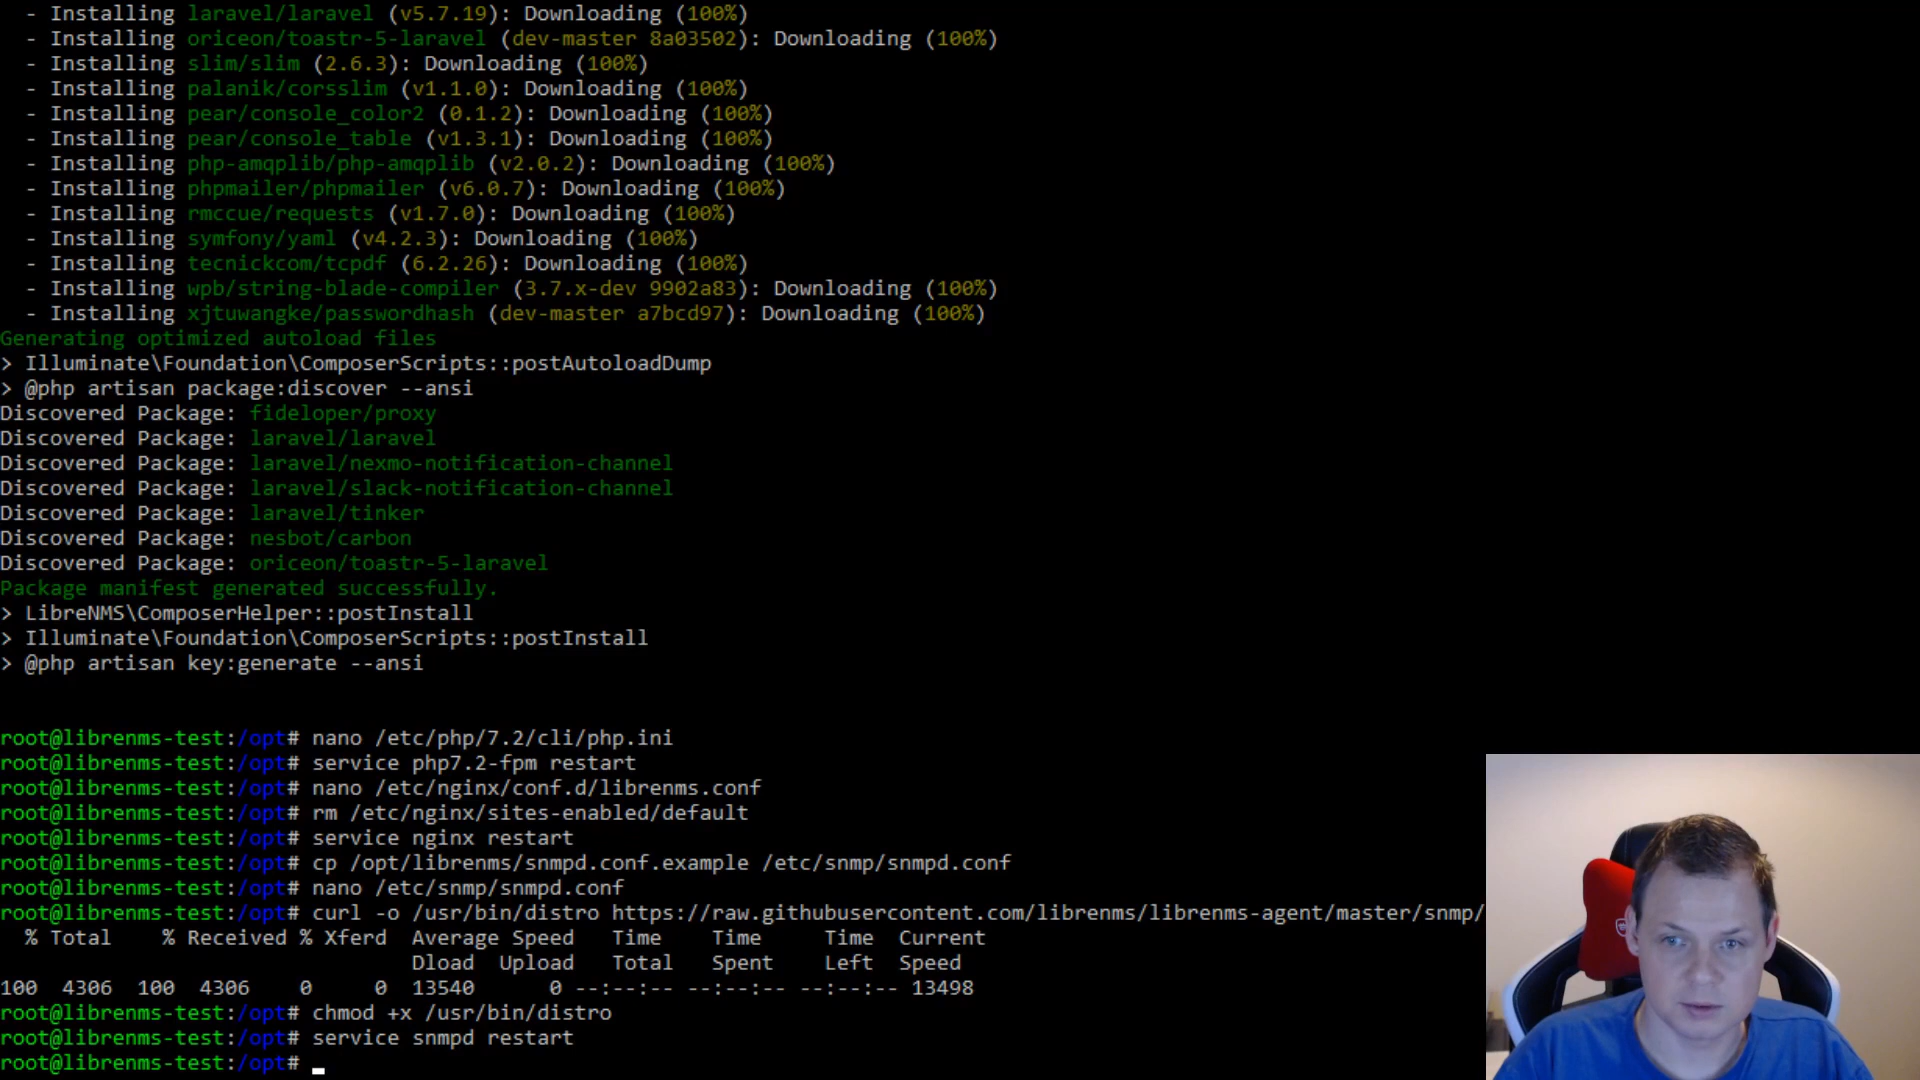 - Installing laravel/laravel (v5.7.19): Downloading (100%)
- Installing oriceon/toastr-5-laravel (dev-master 8a03502): Downloading (100%)
- Installing slim/slim (2.6.3): Downloading (100%)
- Installing palanik/corsslim (v1.1.0): Downloading (100%)
- Installing pear/console_color2 (0.1.2): Downloading (100%)
- Installing pear/console_table (v1.3.1): Downloading (100%)
- Installing php-amqplib/php-amqplib (v2.0.2): Downloading (100%)
- Installing phpmailer/phpmailer (v6.0.7): Downloading (100%)
- Installing rmccue/requests (v1.7.0): Downloading (100%)
- Installing symfony/yaml (v4.2.3): Downloading (100%)
- Installing tecnickcom/tcpdf (6.2.26): Downloading (100%)
- Installing wpb/string-blade-compiler (3.7.x-dev 9902a83): Downloading (100%)
- Installing xjtuwangke/passwordhash (dev-master a7bcd97): Downloading (100%)
Generating optimized autoload files
> Illuminate\Foundation\ComposerScripts::postAutoloadDump
> @php artisan package:discover --ansi
Discovered Package: fideloper/proxy
Discovered Package: laravel/laravel
Discovered Package: laravel/nexmo-notification-channel
Discovered Package: laravel/slack-notification-channel
Discovered Package: laravel/tinker
Discovered Package: nesbot/carbon
Discovered Package: oriceon/toastr-5-laravel
Package manifest generated successfully.
> LibreNMS\ComposerHelper::postInstall
> Illuminate\Foundation\ComposerScripts::postInstall
> @php artisan key:generate --ansi
root@librenms-test:/opt# nano /etc/php/7.2/cli/php.ini
root@librenms-test:/opt# service php7.2-fpm restart
root@librenms-test:/opt# nano /etc/nginx/conf.d/librenms.conf
root@librenms-test:/opt# rm /etc/nginx/sites-enabled/default
root@librenms-test:/opt# service nginx restart
root@librenms-test:/opt# cp /opt/librenms/snmpd.conf.example /etc/snmp/snmpd.conf
root@librenms-test:/opt# nano /etc/snmp/snmpd.conf
root@librenms-test:/opt# curl -o /usr/bin/distro https://raw.githubusercontent.com/librenms/librenms-agent/master/snmp/
% Total % Received % Xferd Average Speed Time Time Time Current
Dload Upload Total Spent Left Speed
100 4306 100 4306 0 0 13540 0 --:--:-- --:--:-- --:--:-- 13498
root@librenms-test:/opt# chmod +x /usr/bin/distro
root@librenms-test:/opt# service snmpd restart
root@librenms-test:/opt#